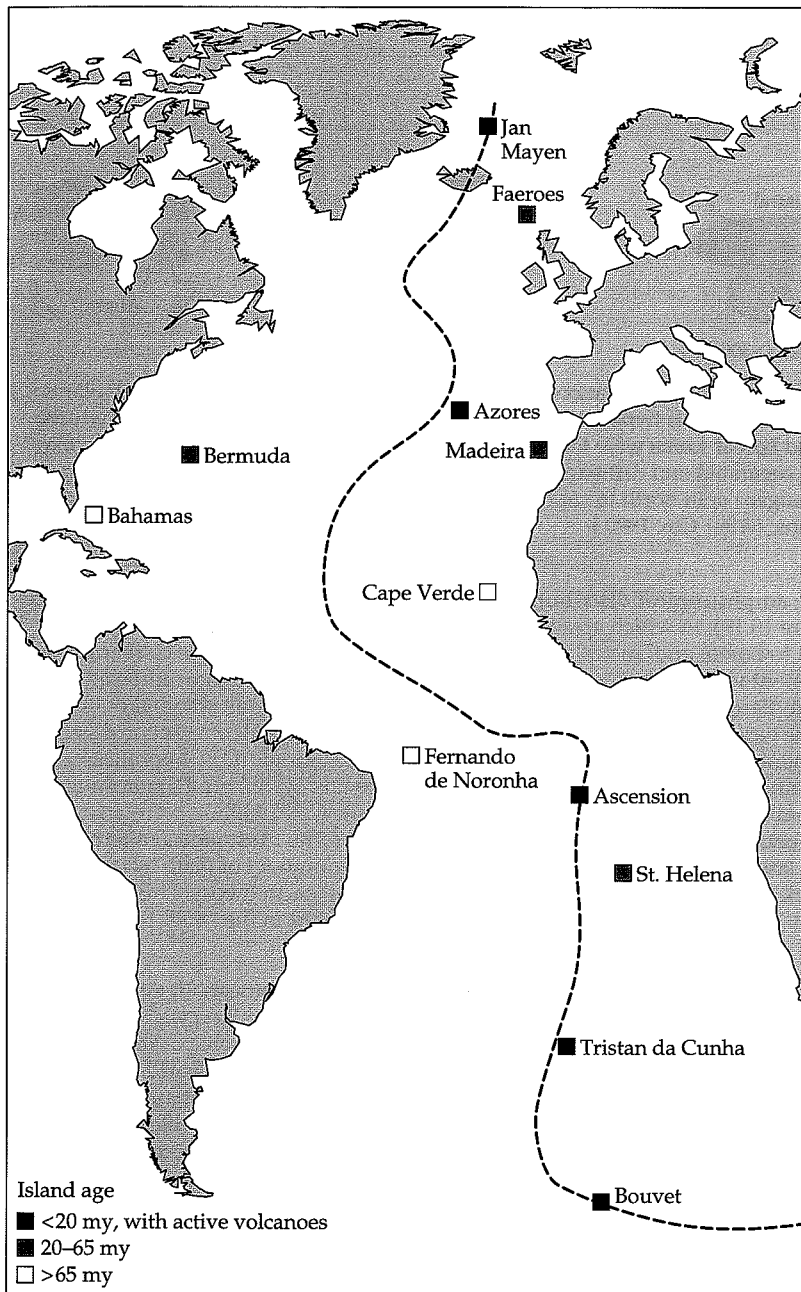 Jan
Mayen
Faeroes
Azores
Bermuda
Madeira
Bahamas
Cape Verde
Fernando
de Noronha
Ascension
St. Helena
Tristan da Cunha
Bouvet
Island age
<20 my, with active volcanoes
20–65 my
>65 my